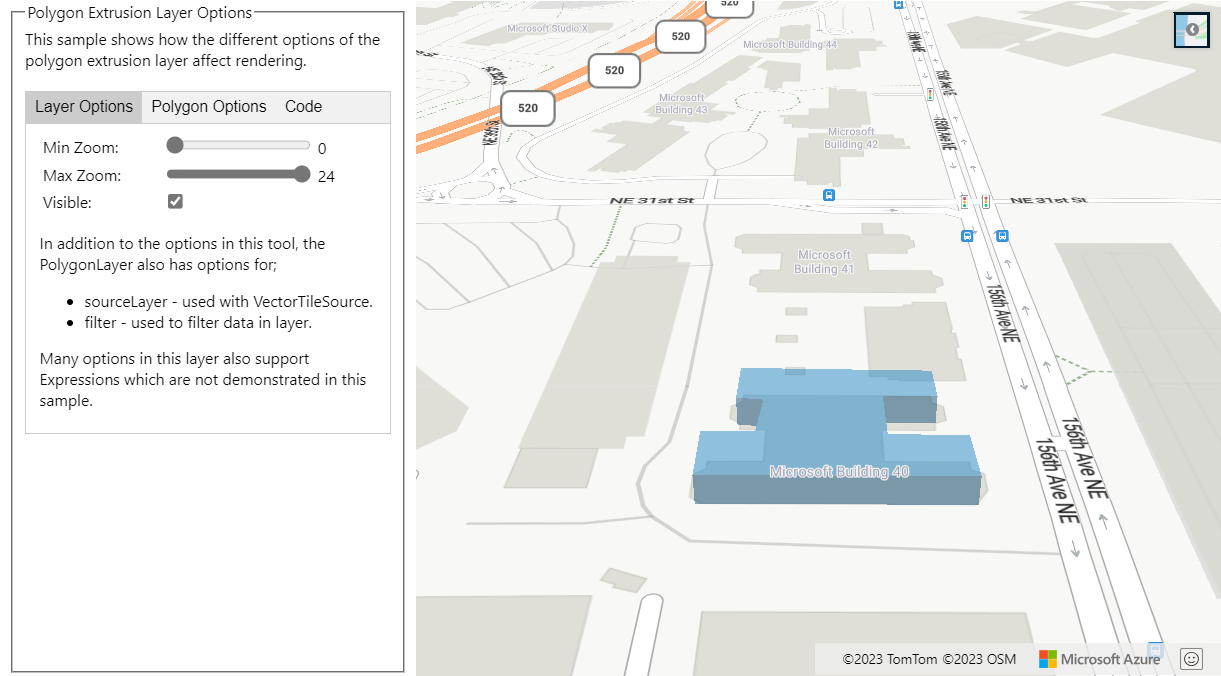 Polygon Extrusion Layer Options
This sample shows how the different options of the
polygon extrusion layer affect rendering.
Layer Options Polygon Options Code
Min Zoom: 0
Max Zoom: 24
Visible:
In addition to the options in this tool, the
PolygonLayer also has options for;
• sourceLayer - used with VectorTileSource.
• filter - used to filter data in layer.
Many options in this layer also support
Expressions which are not demonstrated in this
sample.
520
Microsoft Studio X
520
Microsoft Building 44
520
Microsoft
Building 43
520
Microsoft
Building 42
156th Ave NE
NE 31st St
NE 31st St
Microsoft
Building 41
156th Ave NE
156th Ave NE
156th Ave NE
Microsoft Building 40
©2023 TomTom ©2023 OSM
Microsoft Azure